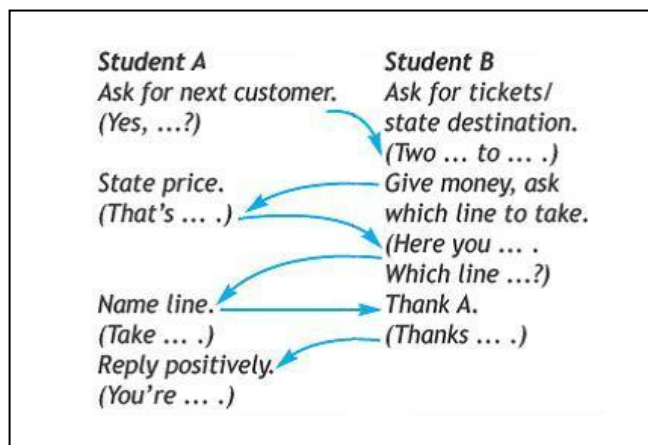 Student A
Ask for next customer.
(Yes, ...?)
State price.
(That's ... .)
Name line.
(Take ... .)
Reply positively.
(You're ... .)
Student B
Ask for tickets/
state destination.
(Two ... to ... .)
Give money, ask
which line to take.
(Here you ... .
Which line ...?)
Thank A.
(Thanks ... .)